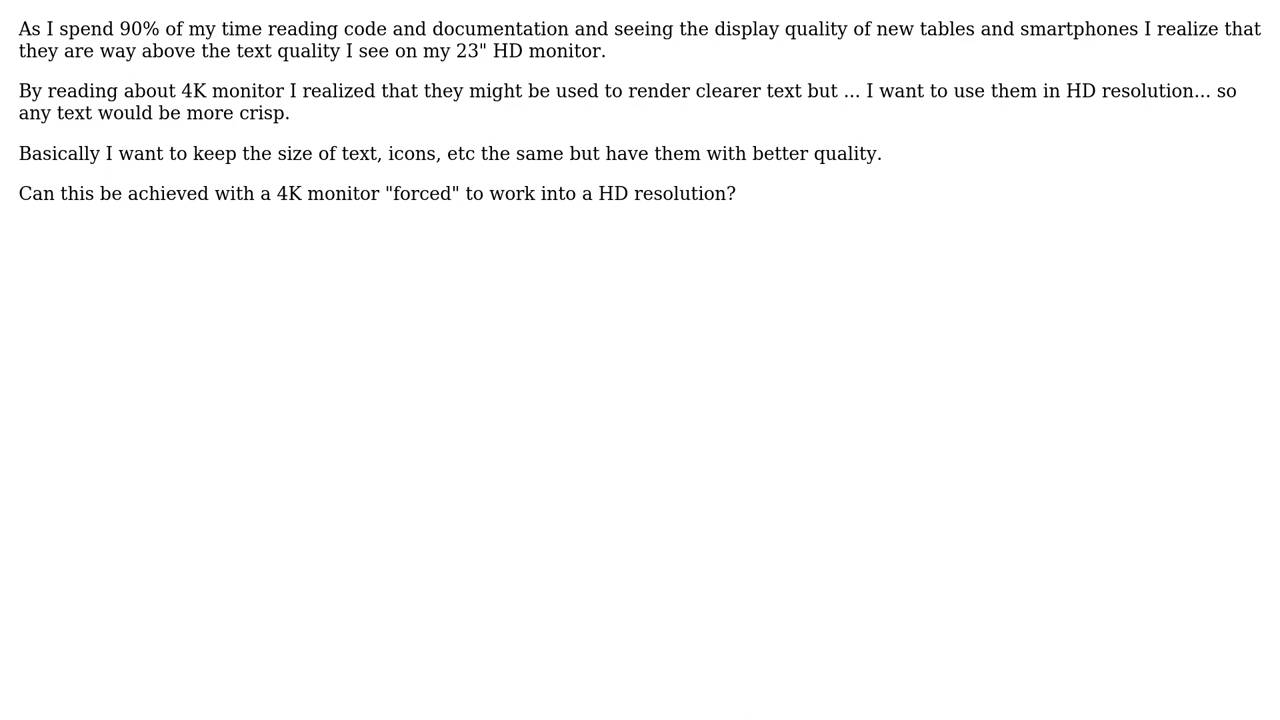 As I spend 90% of my time reading code and documentation and seeing the display quality of new tables and smartphones I realize that
they are way above the text quality I see on my 23" HD monitor.
By reading about 4K monitor I realized that they might be used to render clearer text but ... I want to use them in HD resolution... so
any text would be more crisp.
Basically I want to keep the size of text, icons, etc the same but have them with better quality.
Can this be achieved with a 4K monitor "forced" to work into a HD resolution?